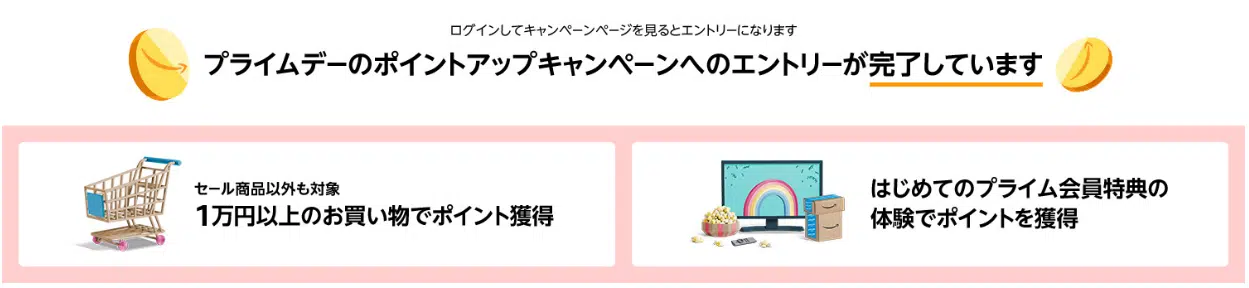 ログインしてキャンペーンページを見るとエントリーになります
プライムデーのポイントアップキャンペーンへのエントリーが完了しています
セール商品以外も対象
1万円以上のお買い物でポイント獲得
はじめてのプライム会員特典の
体験でポイントを獲得